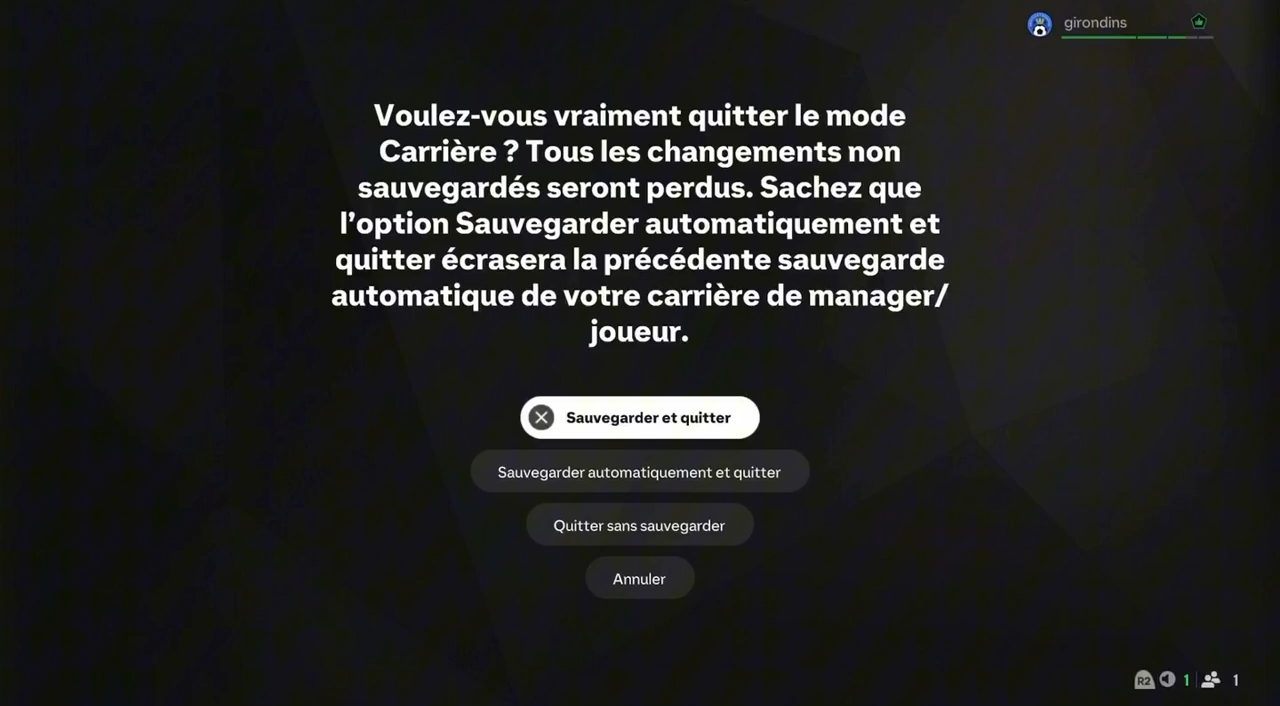 girondins
Voulez-vous vraiment quitter le mode
Carrière ? Tous les changements non
sauvegardés seront perdus. Sachez que
l’option Sauvegarder automatiquement et
quitter écrasera la précédente sauvegarde
automatique de votre carrière de manager/
joueur.
Sauvegarder et quitter
Sauvegarder automatiquement et quitter
Quitter sans sauvegarder
Annuler
R2 1 1